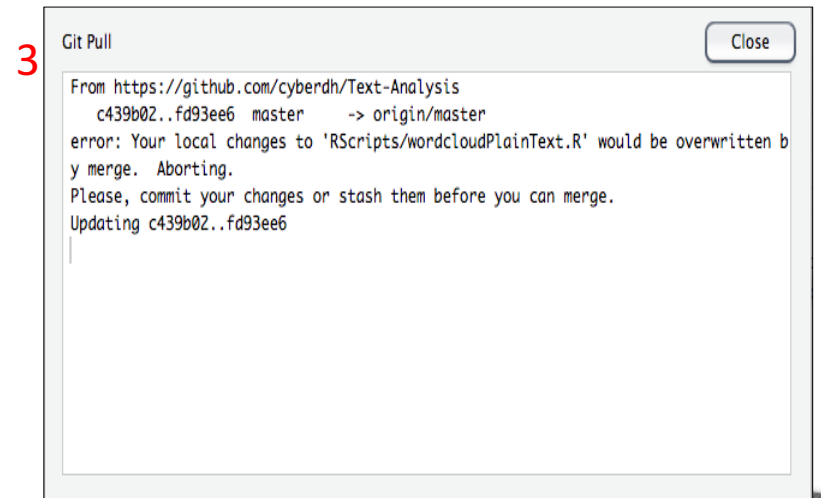 3
Git Pull
Close
From https://github.com/cyberdh/Text-Analysis
c439b02..fd93ee6 master -> origin/master
error: Your local changes to 'RScripts/wordcloudPlainText.R' would be overwritten b
y merge. Aborting.
Please, commit your changes or stash them before you can merge.
Updating c439b02..fd93ee6